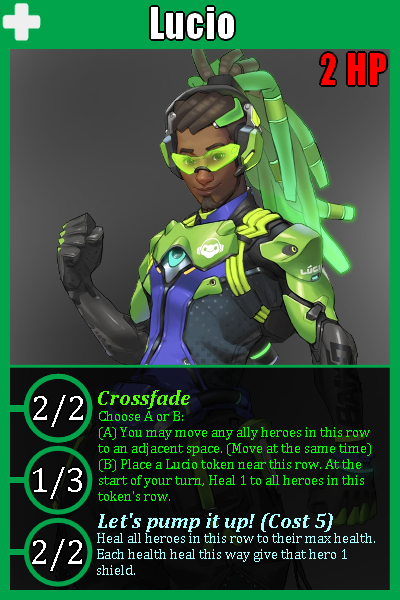 Lucio
2 HP
LÚCI
2/2
Crossfade
Choose A or B:
(A) You may move any ally heroes in this row
to an adjacent space. (Move at the same time)
1/3
(B) Place a Lucio token near this row. At the
start of your turn, Heal 1 to all heroes in this
token's row.
2/2
Let's pump it up! (Cost 5)
Heal all heroes in this row to their max health.
Each health heal this way give that hero 1
shield.